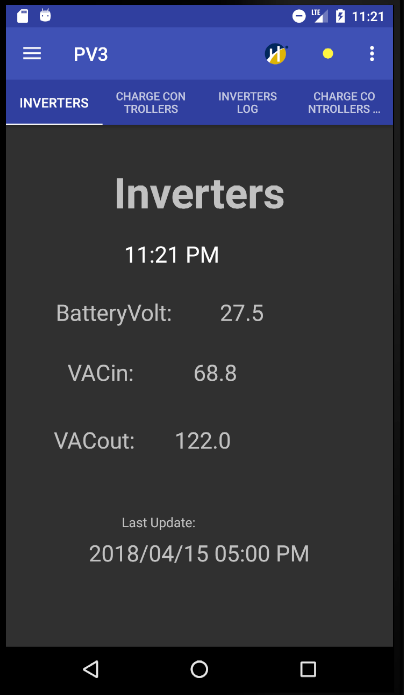 LTE 11:21
PV3
INVERTERS
CHARGE CON
TROLLERS
INVERTERS
LOG
CHARGE CO
NTROLLERS ...
Inverters
11:21 PM
BatteryVolt: 27.5
VACin: 68.8
VACout: 122.0
Last Update:
2018/04/15 05:00 PM